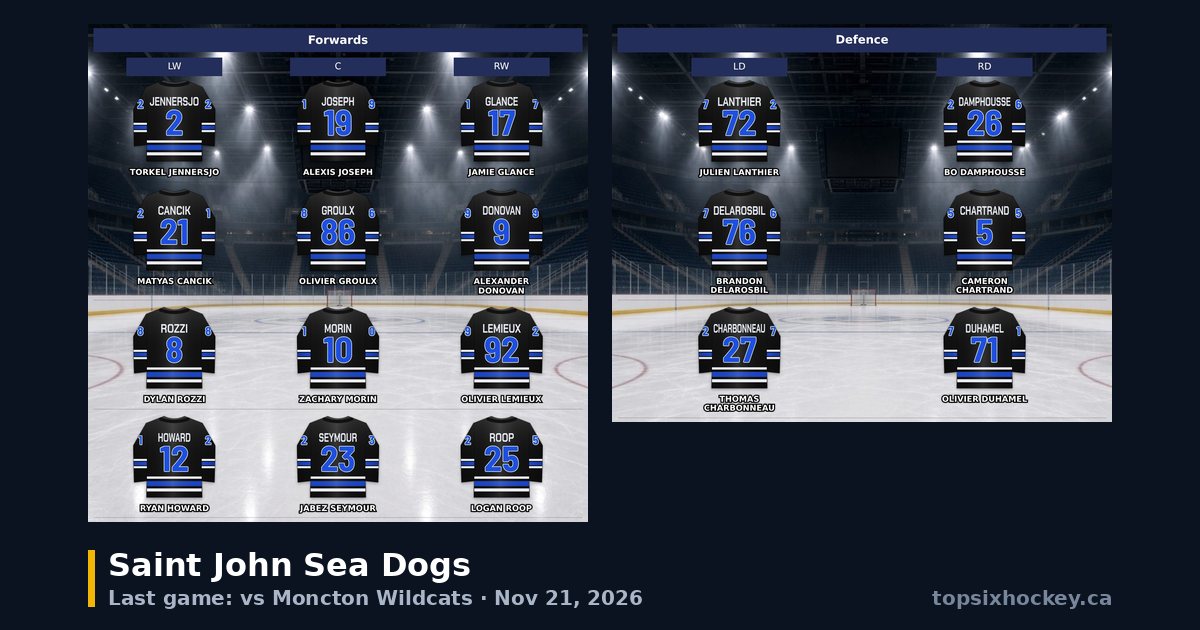 Forwards
LW
C
RW
2 JENNERSJO 2
2
TORKEL JENNERSJO
1 JOSEPH 9
19
ALEXIS JOSEPH
1 GLANCE 7
17
JAMIE GLANCE
2 CANCIK 1
21
MATYAS CANCIK
8 GROULX 6
86
OLIVIER GROULX
9 DONOVAN 9
9
ALEXANDER
DONOVAN
8 ROZZI 8
8
DYLAN ROZZI
1 MORIN 0
10
ZACHARY MORIN
9 LEMIEUX 2
92
OLIVIER LEMIEUX
1 HOWARD 2
12
RYAN HOWARD
2 SEYMOUR 3
23
JABEZ SEYMOUR
2 ROOP 5
25
LOGAN ROOP
Defence
LD
RD
7 LANTHIER 2
72
JULIEN LANTHIER
2 DAMPHOUSSE 6
26
BO DAMPHOUSSE
7 DELAROSBIL 6
76
BRANDON
DELAROSBIL
5 CHARTRAND 5
5
CAMERON
CHARTRAND
2 CHARBONNEAU 7
27
THOMAS
CHARBONNEAU
7 DUHAMEL 1
71
OLIVIER DUHAMEL
Saint John Sea Dogs
Last game: vs Moncton Wildcats · Nov 21, 2026
topsixhockey.ca